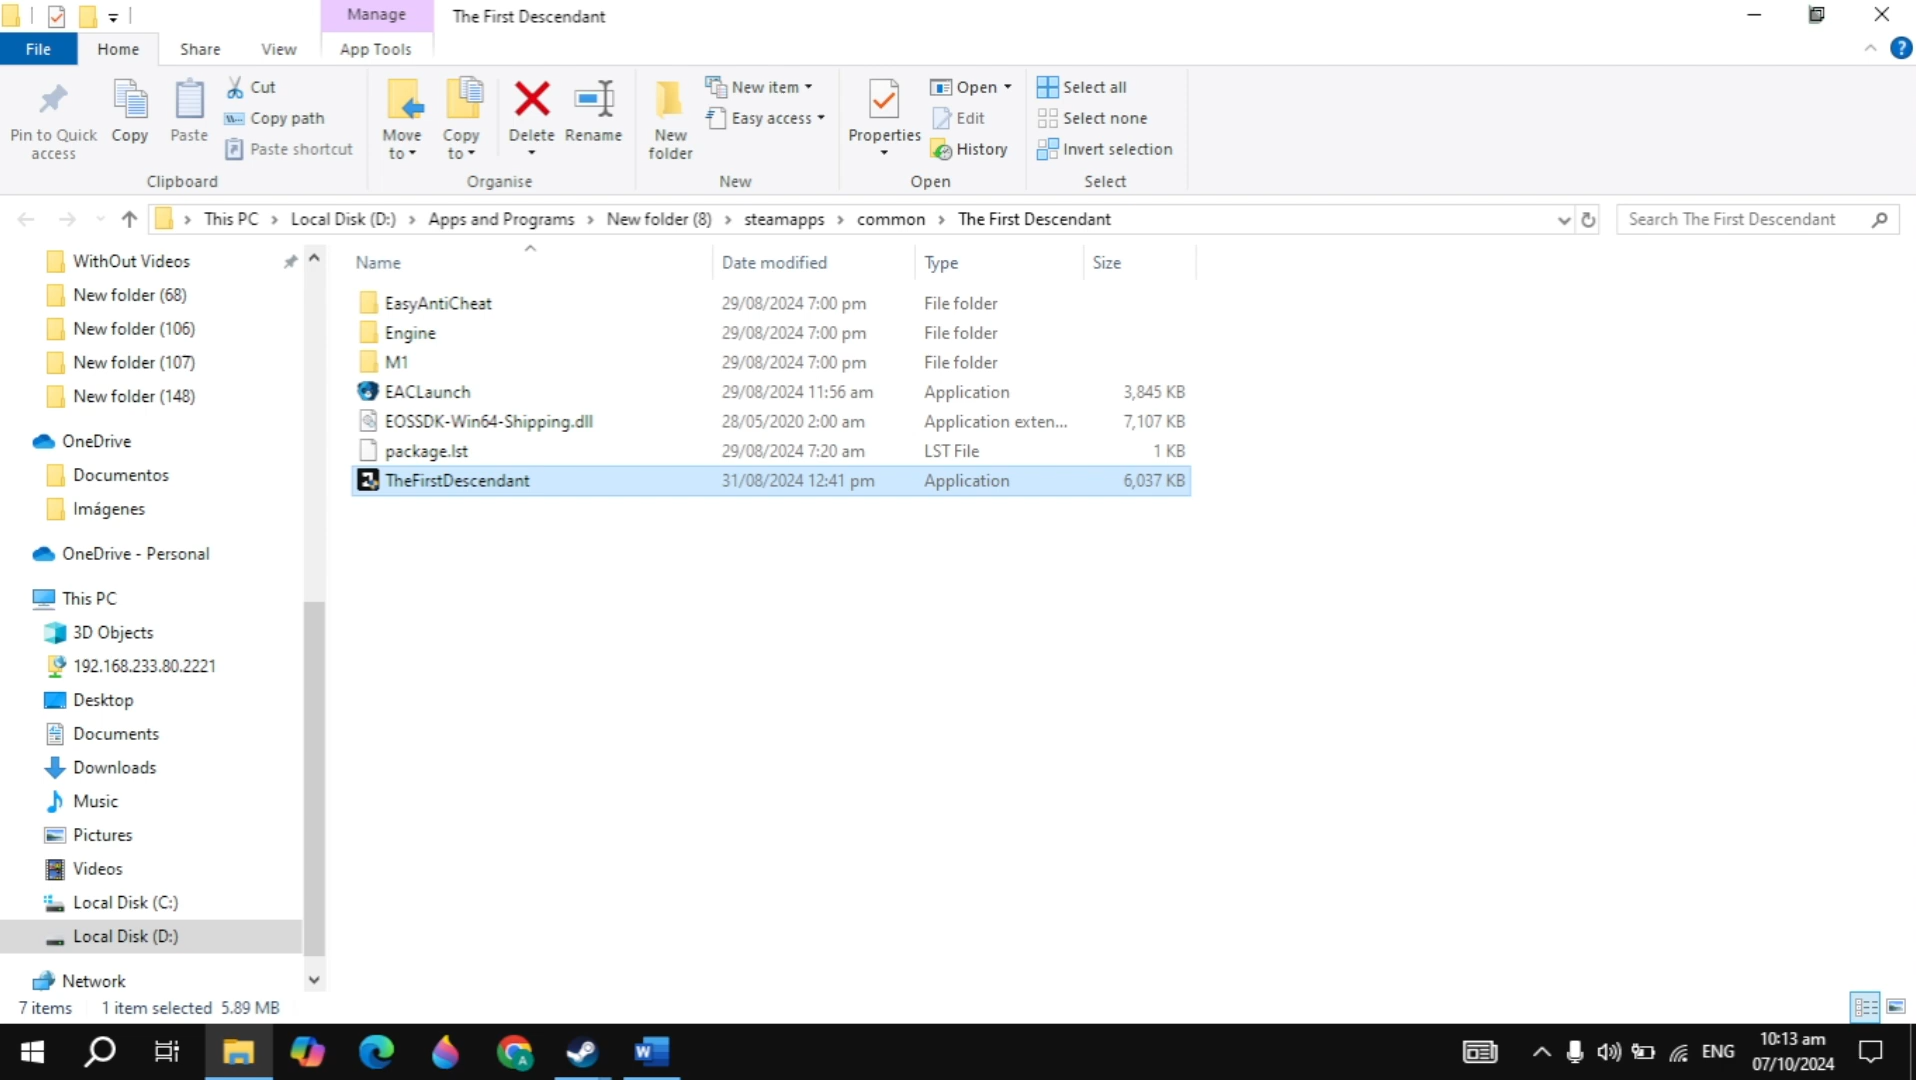 Manage
The First Descendant
File
Home
Share
View
App Tools
Pin to Quick access
Copy
Paste
Cut
Copy path
Paste shortcut
Clipboard
Move to
Copy to
Delete
Rename
Organise
New folder
New item
Easy access
New
Properties
Open
Edit
History
Open
Select all
Select none
Invert selection
Select
This PC > Local Disk (D:) > Apps and Programs > New folder (8) > steamapps > common > The First Descendant
Search The First Descendant
WithOut Videos
New folder (68)
New folder (106)
New folder (107)
New folder (148)
OneDrive
Documentos
Imágenes
OneDrive - Personal
This PC
3D Objects
192.168.233.80.2221
Desktop
Documents
Downloads
Music
Pictures
Videos
Local Disk (C:)
Local Disk (D:)
Network
Name Date modified Type Size
EasyAntiCheat 29/08/2024 7:00 pm File folder
Engine 29/08/2024 7:00 pm File folder
M1 29/08/2024 7:00 pm File folder
EACLaunch 29/08/2024 11:56 am Application 3,845 KB
EOSSDK-Win64-Shipping.dll 28/05/2020 2:00 am Application exten... 7,107 KB
package.lst 29/08/2024 7:20 am LST File 1 KB
TheFirstDescendant 31/08/2024 12:41 pm Application 6,037 KB
7 items 1 item selected 5.89 MB
ENG
10:13 am
07/10/2024